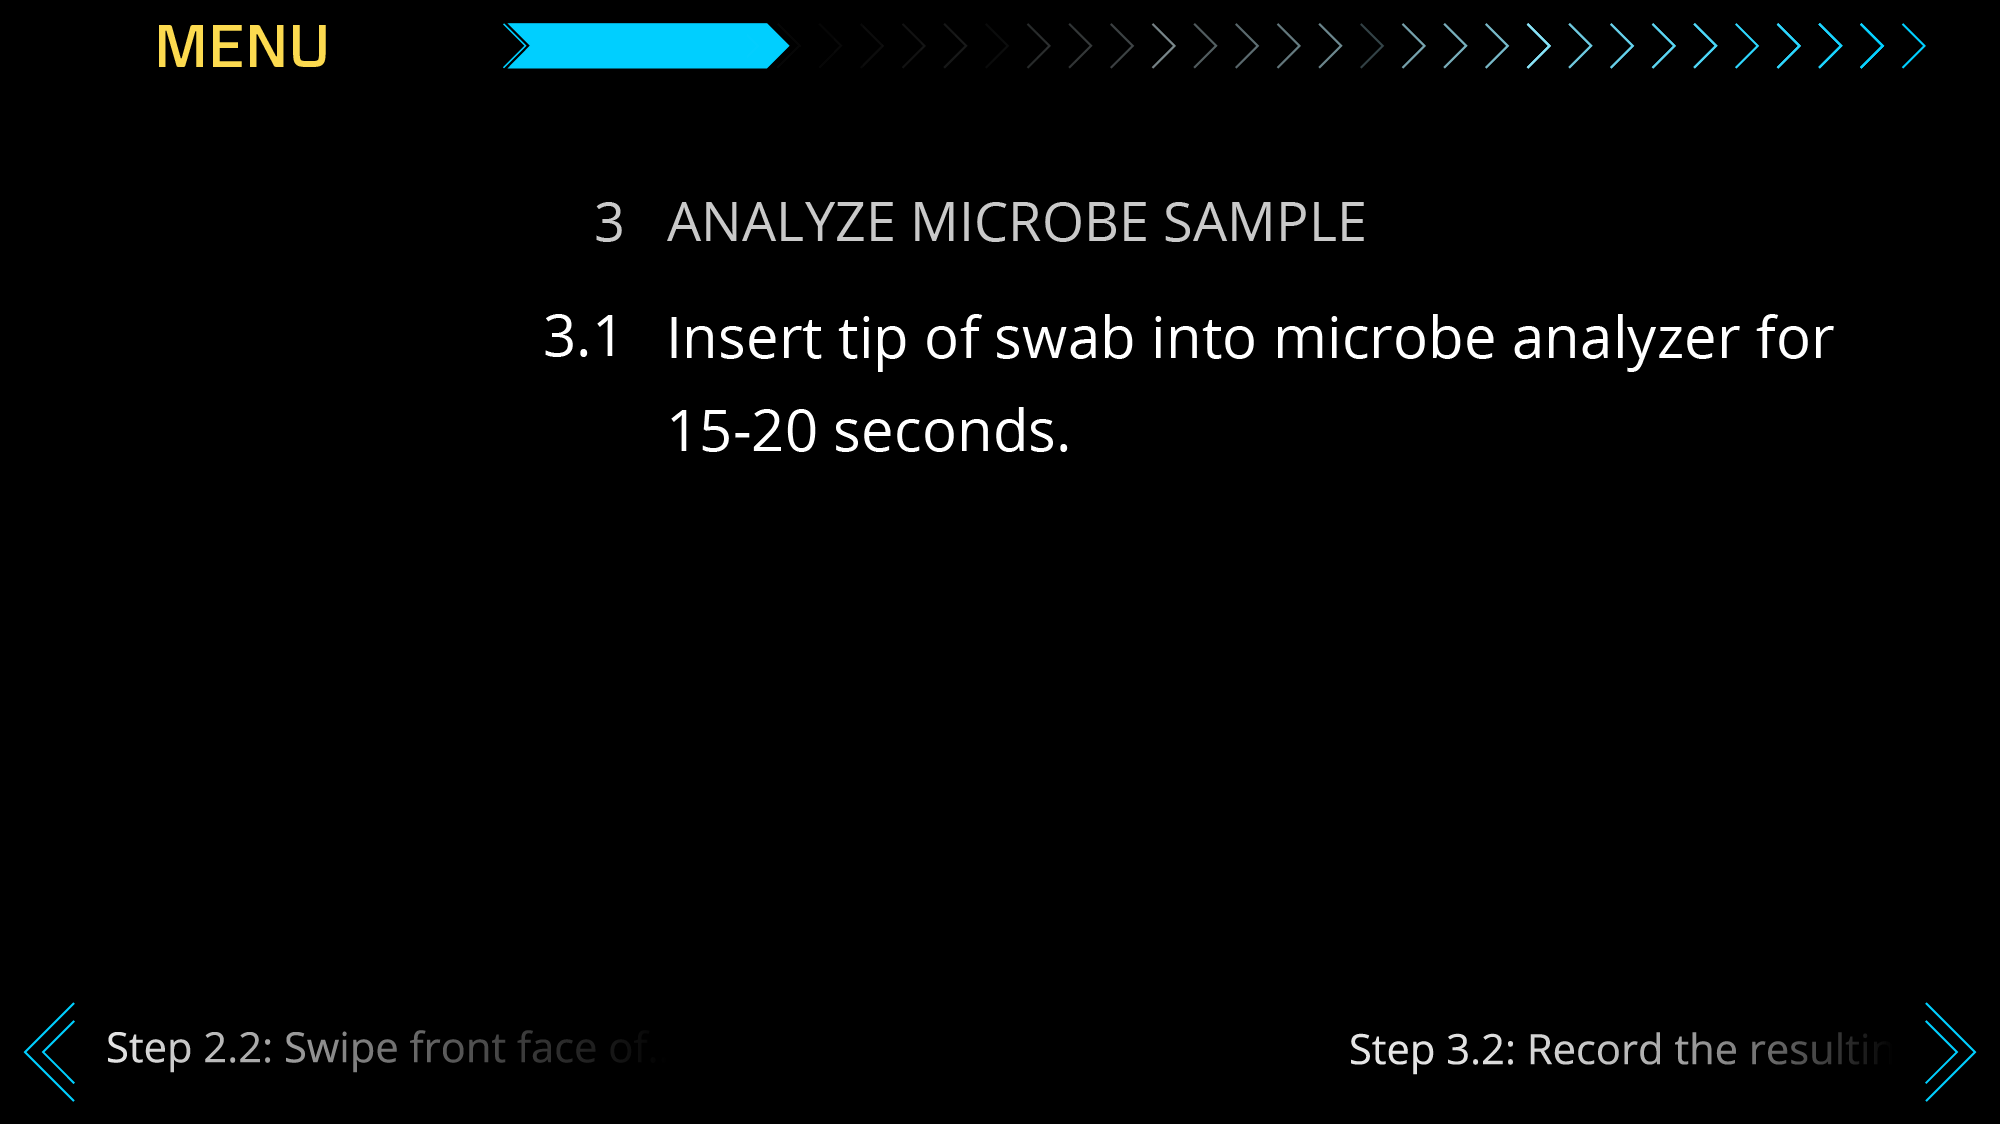 MENU
3 ANALYZE MICROBE SAMPLE
3.1 Insert tip of swab into microbe analyzer for
15-20 seconds.
Step 2.2: Swipe front face of.
Step 3.2: Record the resultin